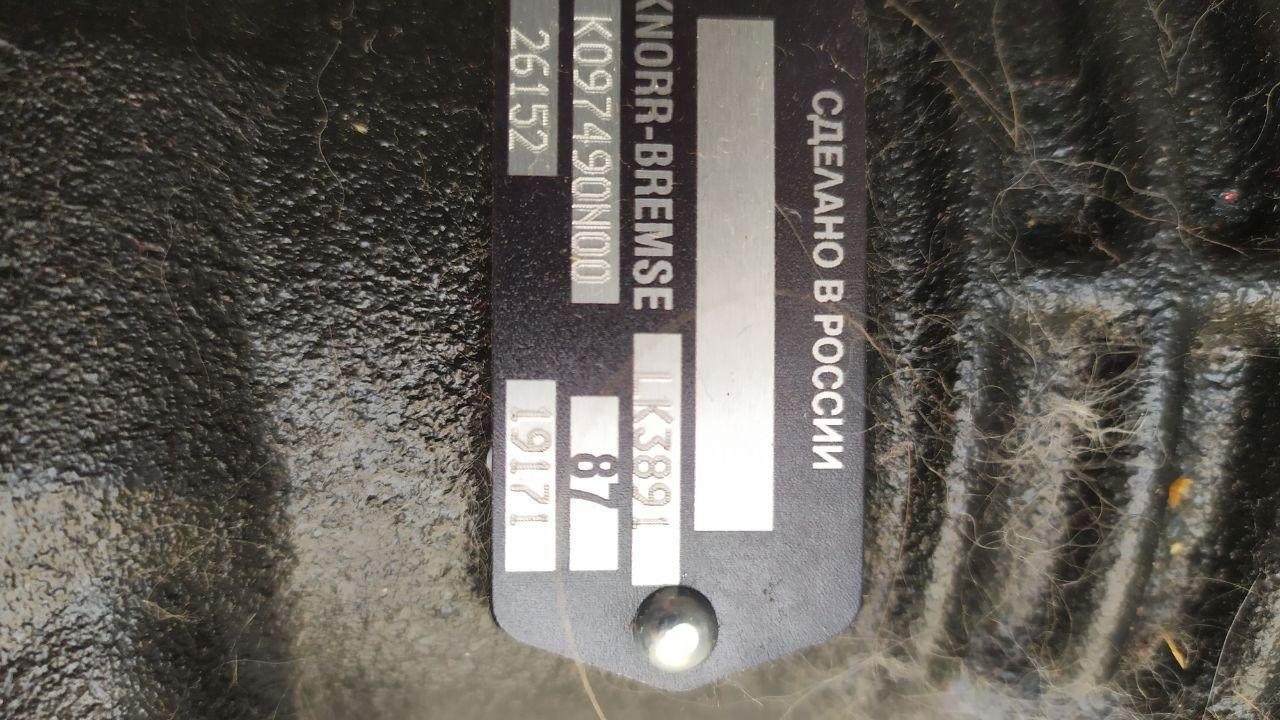 СДЕЛАНО В РОССИИ
KNORR-BREMSE LK3891
K097490N00 87
26152 19171